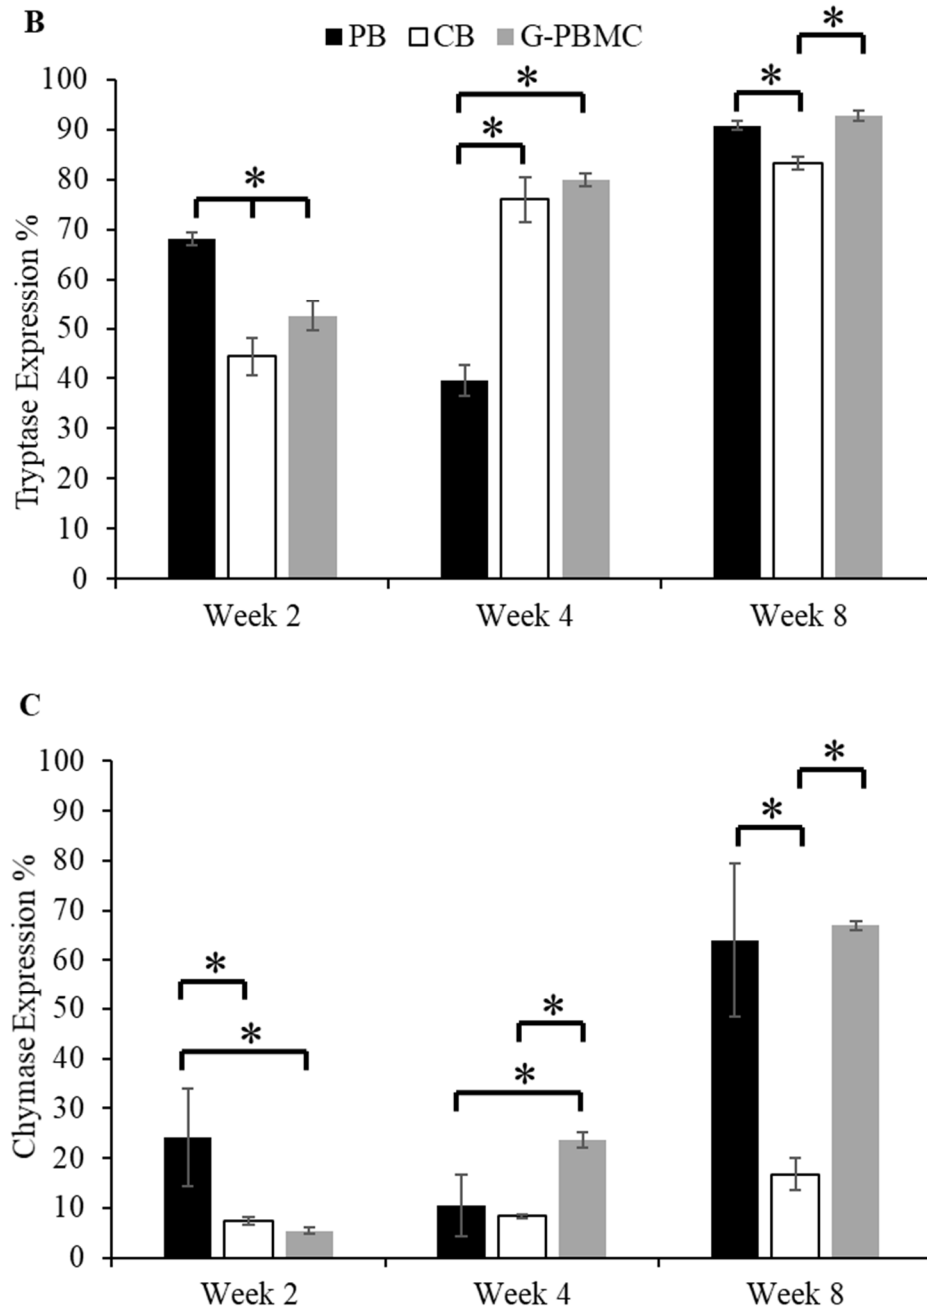 B
PB CB G-PBMC
Tryptase Expression %
100
90
80
70
60
50
40
30
20
10
0
* * * * *
Week 2 Week 4 Week 8
C
Chymase Expression %
100
90
80
70
60
50
40
30
20
10
0
* * * * * *
Week 2 Week 4 Week 8